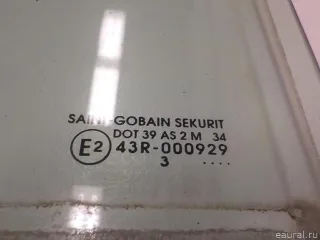 SAINT-GOBAIN SEKURIT
DOT 39 AS 2 M 34
E2 43R-000929
3 ....
eaural.ru